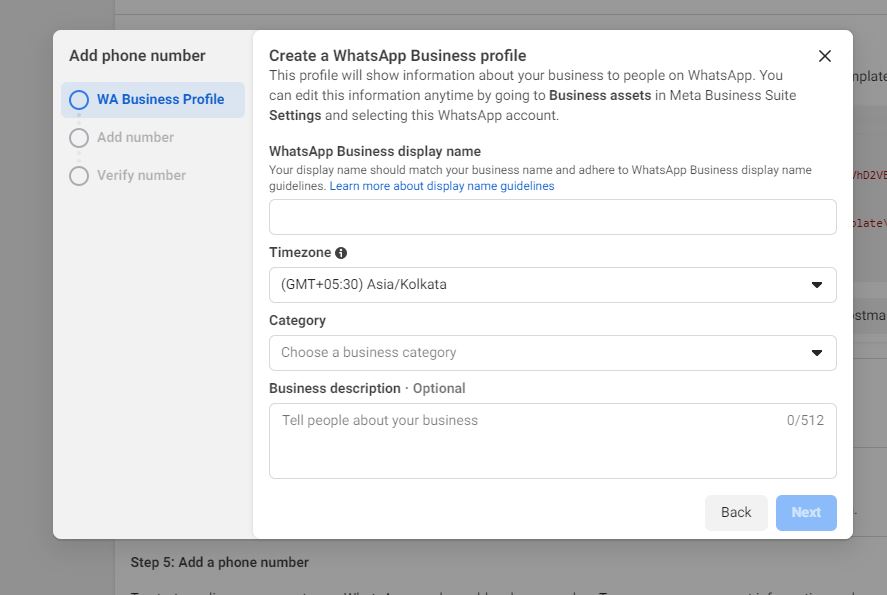 Add phone number
WA Business Profile
Add number
Verify number
Create a WhatsApp Business profile
This profile will show information about your business to people on WhatsApp. You
can edit this information anytime by going to Business assets in Meta Business Suite
Settings and selecting this WhatsApp account.
WhatsApp Business display name
Your display name should match your business name and adhere to WhatsApp Business display name
guidelines. Learn more about display name guidelines
Timezone
(GMT+05:30) Asia/Kolkata
Category
Choose a business category
Business description · Optional
Tell people about your business 0/512
Back Next
Step 5: Add a phone number